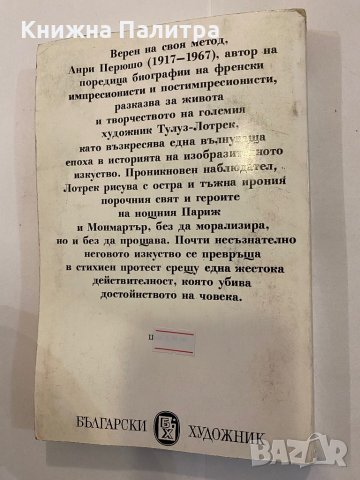 Книжна Палитра
Верен на своя метод,
Анри Перюшо (1917—1967), автор на
поредица биографии на френски
импресионисти и постимпресионисти,
разказва за живота
и творчеството на големия
художник Тулуз-Лотрек,
като възкресява една вълнуваща
епоха в историята на изобразителното
изкуство. Проникновен наблюдател,
Лотрек рисува с остра и тъжна ирония
порочния свят и героите
на нощния Париж
и Монмартър, без да морализира,
но и без да прощава. Почти несъзнателно
неговото изкуство се превръща
в стихиен протест срещу една жестока
действителност, която убива
достойнството на човека.
БЪЛГАРСКИ БХ ХУДОЖНИК
BAZAR